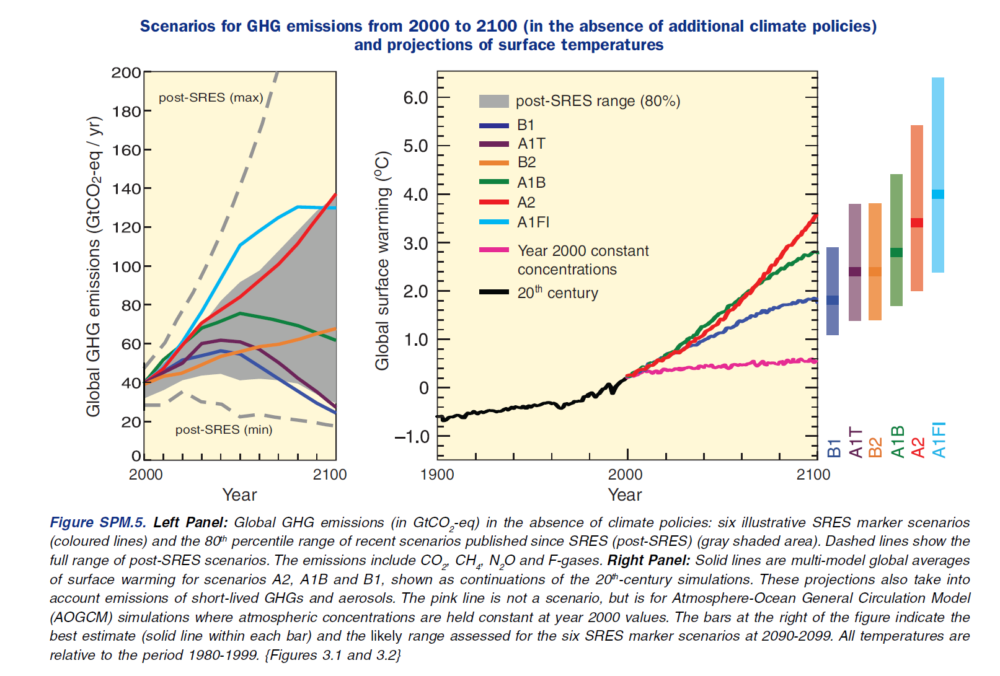 Scenarios for GHG emissions from 2000 to 2100 (in the absence of additional climate policies)
and projections of surface temperatures
Global GHG emissions (GtCO₂-eq / yr)
200
180
160
140
120
100
80
60
40
20
0
post-SRES (max)
post-SRES (min)
2000
2100
Year
Global surface warming (°C)
6.0
5.0
4.0
3.0
2.0
1.0
0
–1.0
post-SRES range (80%)
B1
A1T
B2
A1B
A2
A1FI
Year 2000 constant
concentrations
20th century
1900
2000
2100
Year
B1
A1T
B2
A1B
A2
A1FI
Figure SPM.5. Left Panel: Global GHG emissions (in GtCO₂-eq) in the absence of climate policies: six illustrative SRES marker scenarios
(coloured lines) and the 80th percentile range of recent scenarios published since SRES (post-SRES) (gray shaded area). Dashed lines show the
full range of post-SRES scenarios. The emissions include CO₂, CH₄, N₂O and F-gases. Right Panel: Solid lines are multi-model global averages
of surface warming for scenarios A2, A1B and B1, shown as continuations of the 20th-century simulations. These projections also take into
account emissions of short-lived GHGs and aerosols. The pink line is not a scenario, but is for Atmosphere-Ocean General Circulation Model
(AOGCM) simulations where atmospheric concentrations are held constant at year 2000 values. The bars at the right of the figure indicate the
best estimate (solid line within each bar) and the likely range assessed for the six SRES marker scenarios at 2090-2099. All temperatures are
relative to the period 1980-1999. {Figures 3.1 and 3.2}